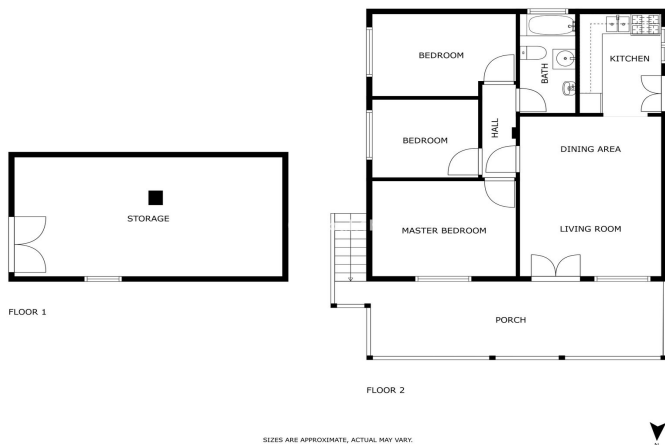 BEDROOM
BATH
KITCHEN
BEDROOM
HALL
DINING AREA
STORAGE
MASTER BEDROOM
LIVING ROOM
FLOOR 1
PORCH
FLOOR 2
SIZES ARE APPROXIMATE, ACTUAL MAY VARY.
N